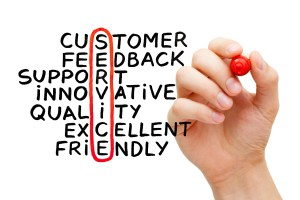 CUSTOMER
FEEDBACK
SUPPORT
iNNOVATiVE
QUALiTY
EXCELLENT
FRiENDLY